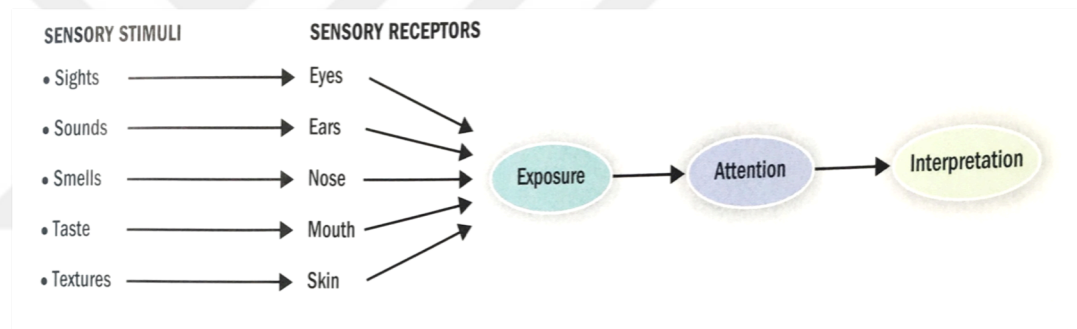 SENSORY STIMULI SENSORY RECEPTORS
• Sights Eyes
• Sounds Ears
• Smells Nose
• Taste Mouth
• Textures Skin
Exposure Attention Interpretation